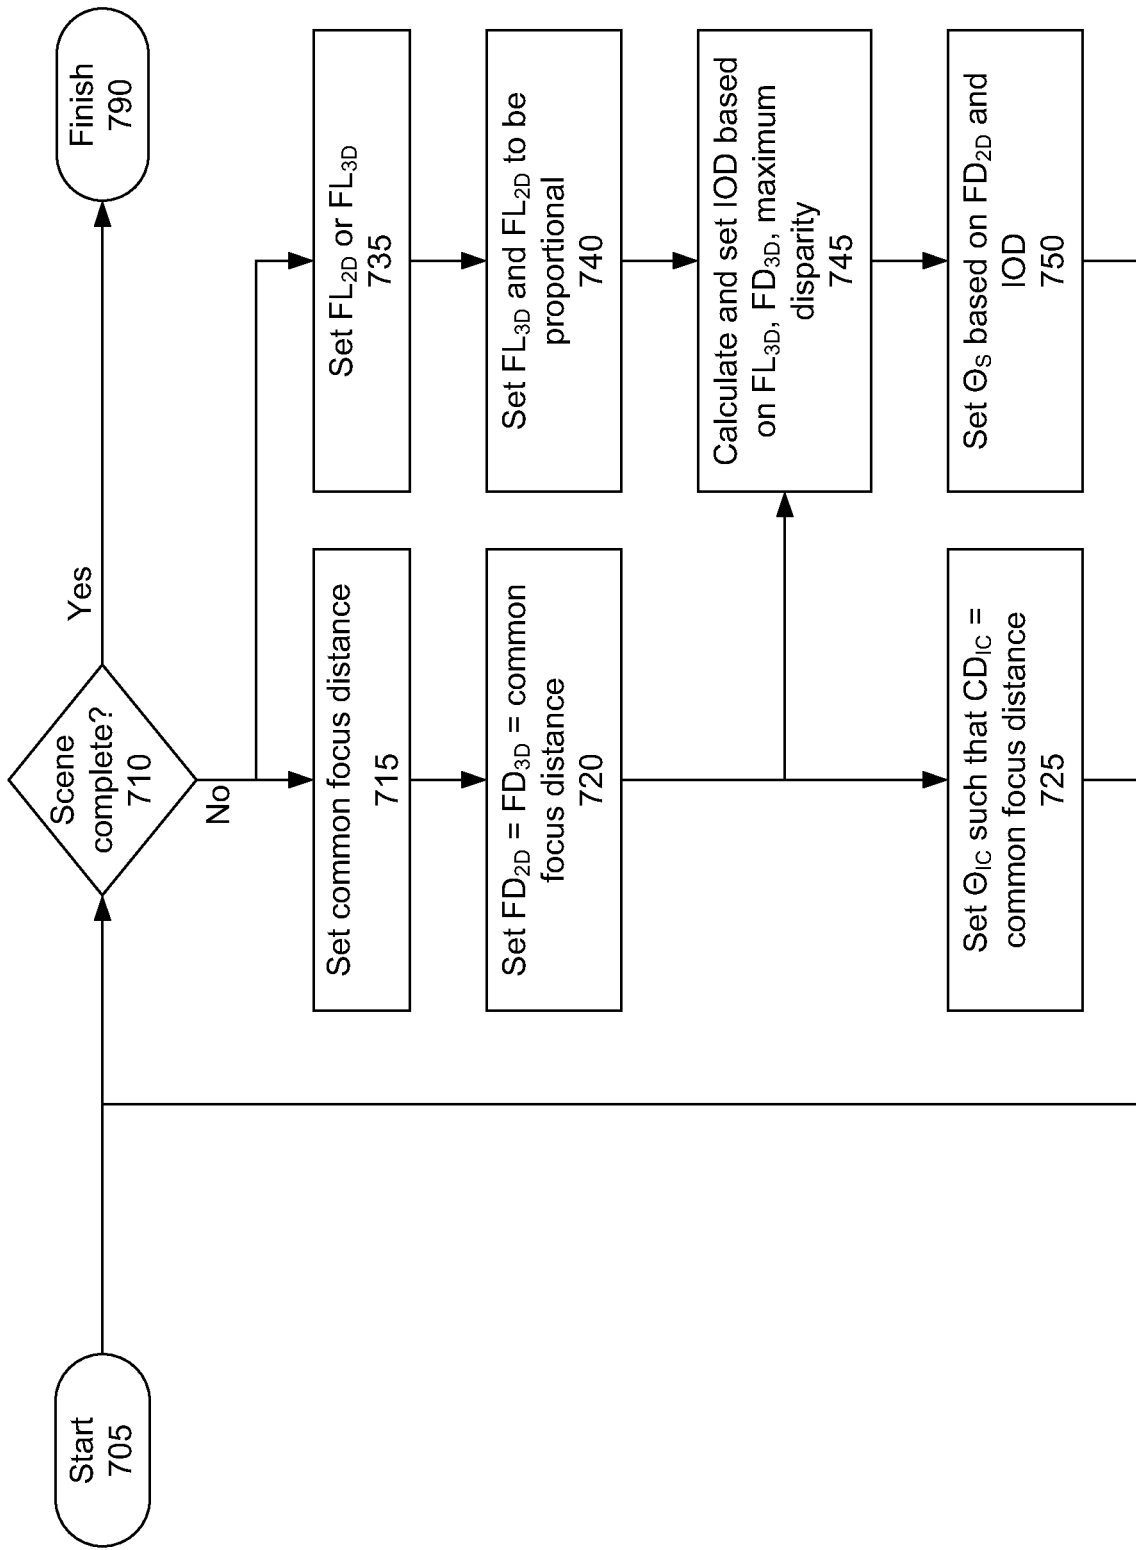 Start
705
Scene
complete?
710
Yes
No
Finish
790
Set common focus distance
715
Set FD2D = FD3D = common
focus distance
720
Set ΘIC such that CDIC =
common focus distance
725
Set FL2D or FL3D
735
Set FL3D and FL2D to be
proportional
740
Calculate and set IOD based
on FL3D, FD3D, maximum
disparity
745
Set ΘS based on FD2D and
IOD
750